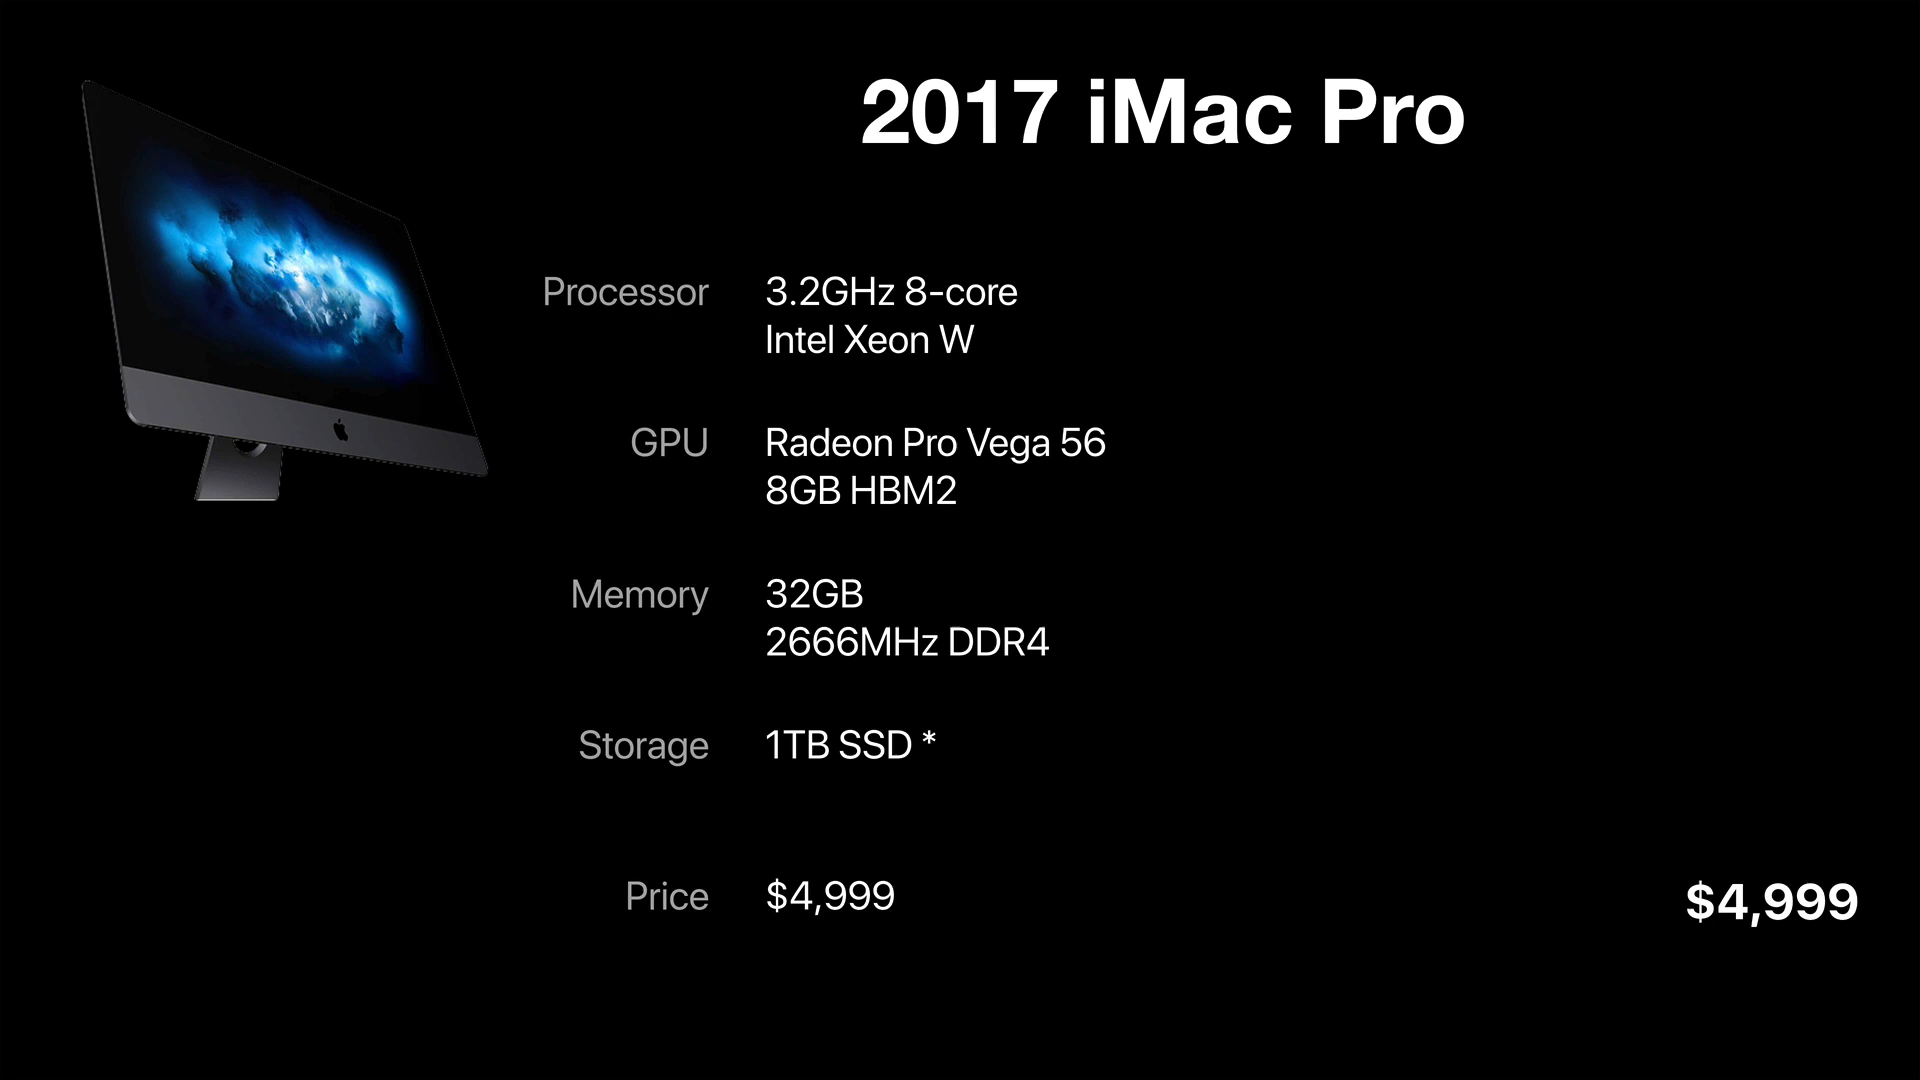 2017 iMac Pro
Processor 3.2GHz 8-core
Intel Xeon W
GPU Radeon Pro Vega 56
8GB HBM2
Memory 32GB
2666MHz DDR4
Storage 1TB SSD *
Price $4,999 $4,999